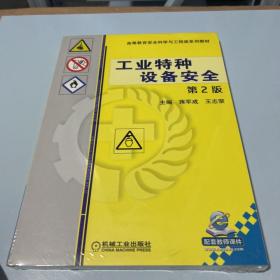 高等教育安全科学与工程类系列教材
工业特种
设备安全
第2版
主编 蒋军成 王志荣
机械工业出版社
CHINA MACHINE PRESS
配套教师课件